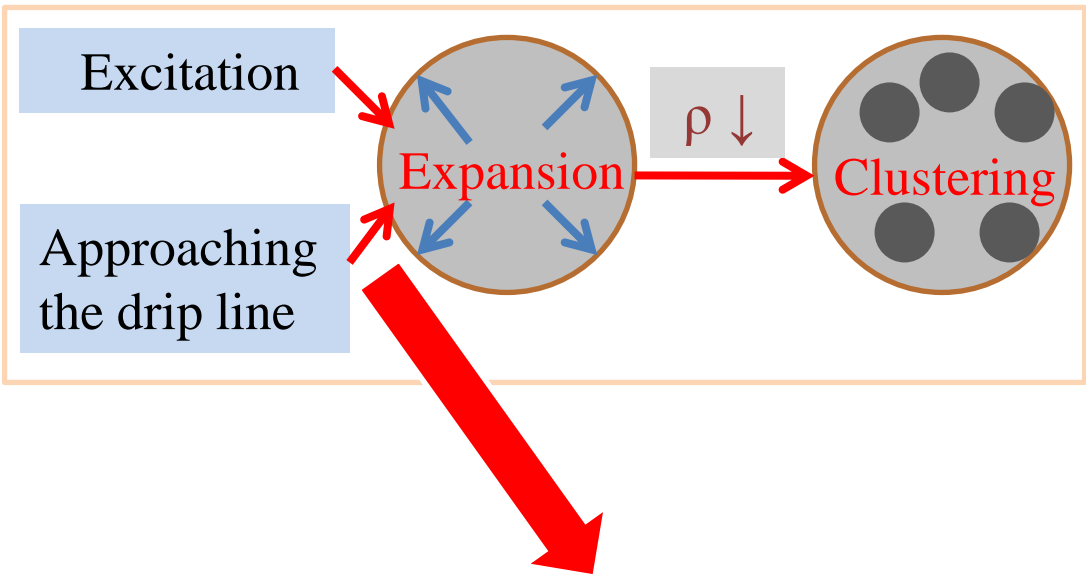 Excitation
Approaching
the drip line
Expansion
ρ ↓
Clustering